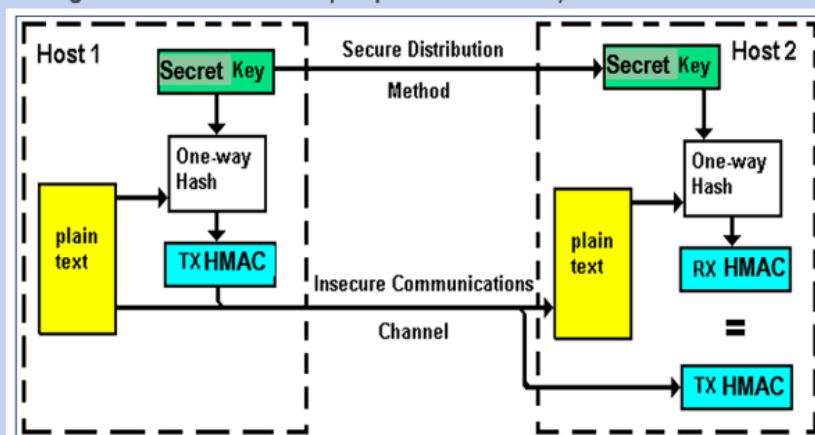 Host 1
Secret Key
Secure Distribution
Method
Secret Key
Host 2
One-way
Hash
One-way
Hash
plain
text
TX HMAC
Insecure Communications
Channel
plain
text
RX HMAC
=
TX HMAC